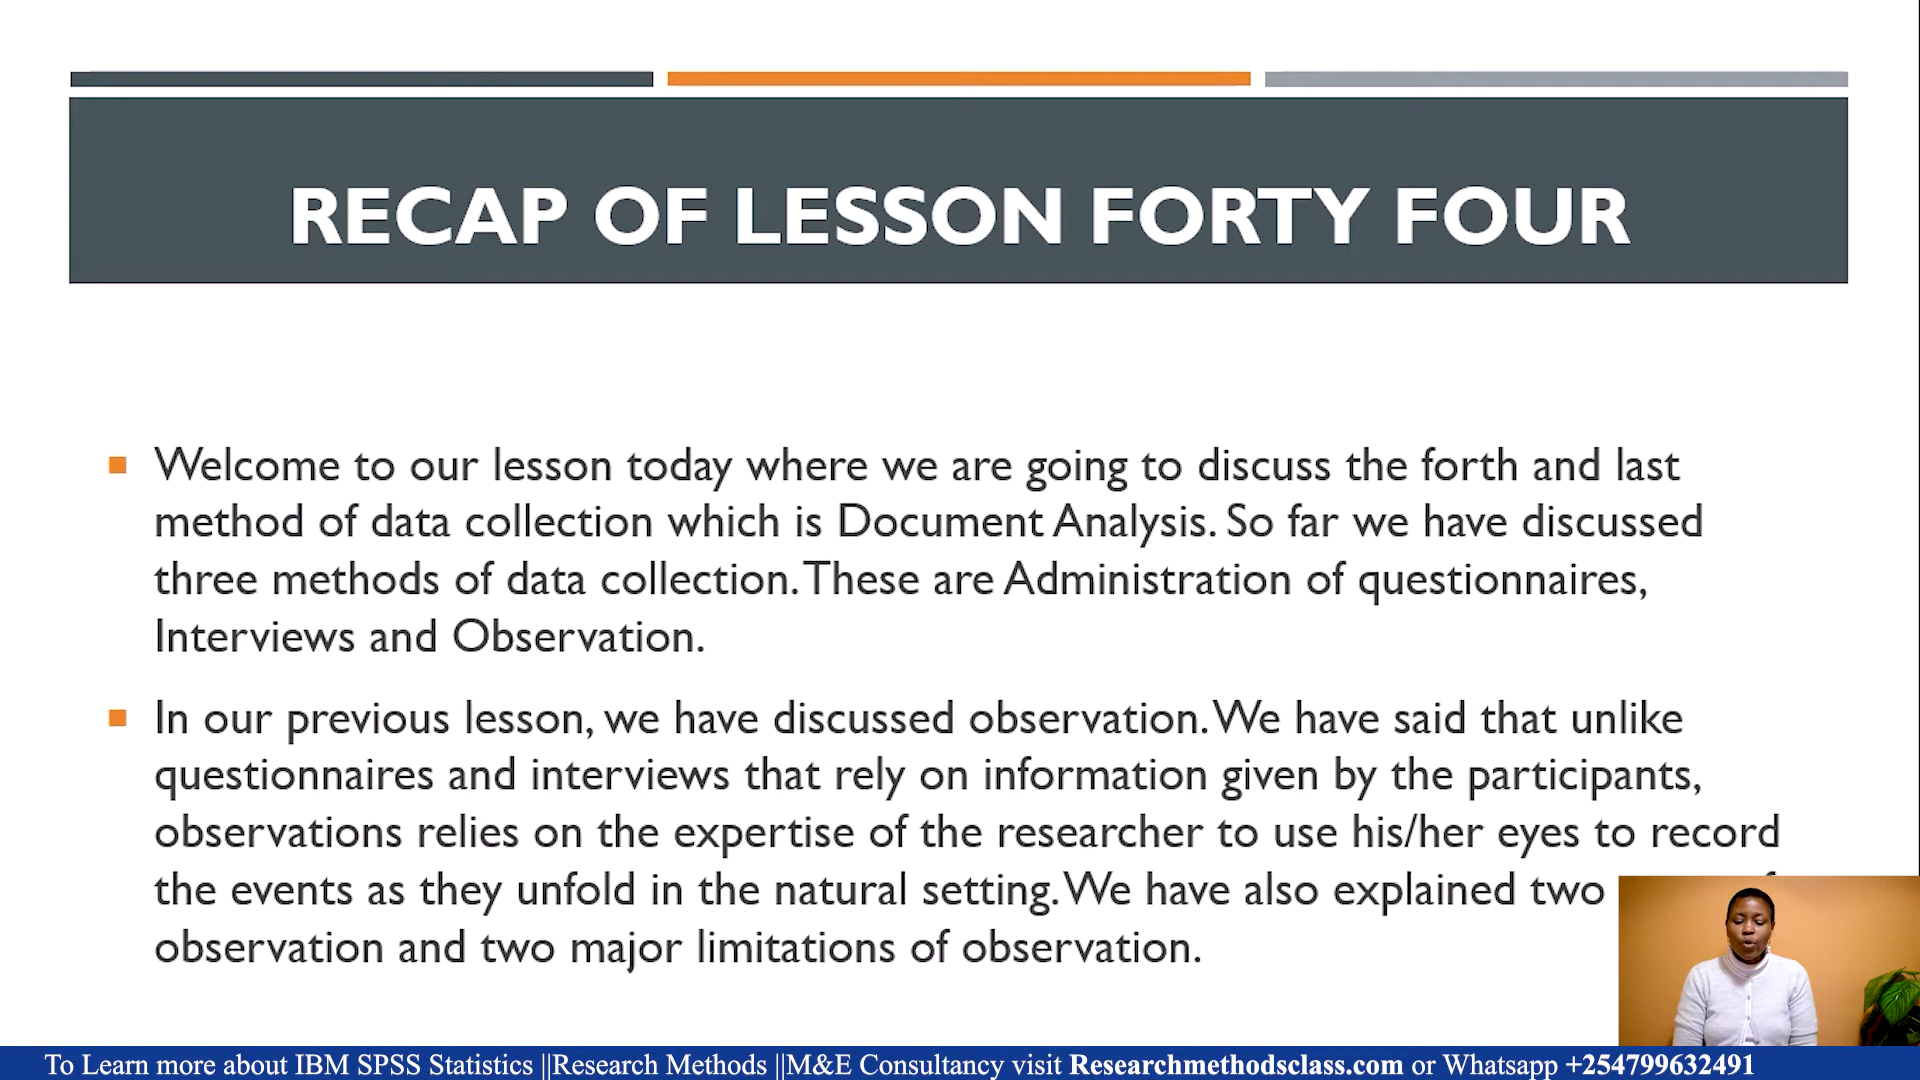 RECAP OF LESSON FORTY FOUR
Welcome to our lesson today where we are going to discuss the forth and last
method of data collection which is Document Analysis. So far we have discussed
three methods of data collection. These are Administration of questionnaires,
Interviews and Observation.
In our previous lesson, we have discussed observation. We have said that unlike
questionnaires and interviews that rely on information given by the participants,
observations relies on the expertise of the researcher to use his/her eyes to record
the events as they unfold in the natural setting. We have also explained two
observation and two major limitations of observation.
To Learn more about IBM SPSS Statistics ||Research Methods ||M&E Consultancy visit Researchmethodsclass.com or Whatsapp +254799632491